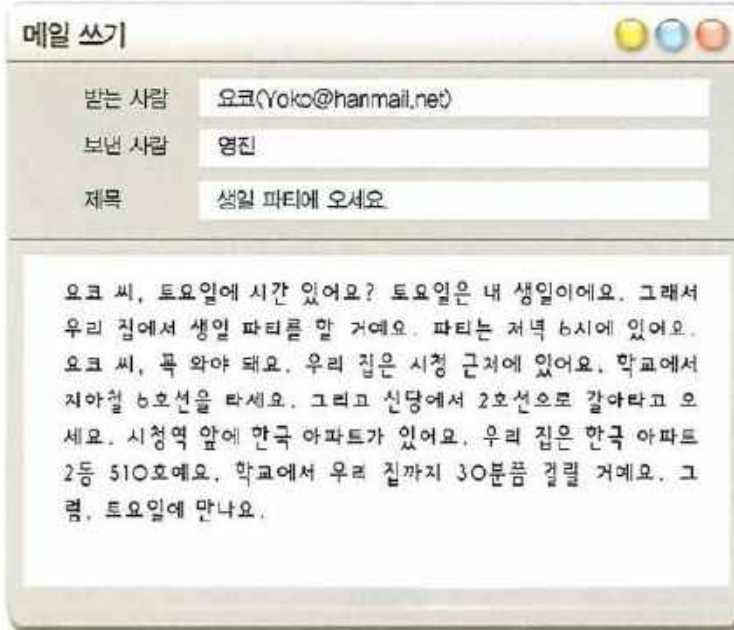 메일 쓰기
받는 사람 요코(Yoko@hanmail.net)
보낸 사람 영진
제목 생일 파티에 오세요
요코 씨, 토요일에 시간 있어요? 토요일은 내 생일이에요. 그래서
우리 집에서 생일 파티를 할 거예요. 파티는 저녁 6시에 있어요.
요코 씨, 꼭 와야 돼요. 우리 집은 시청 근처에 있어요. 학교에서
지하철 6호선을 타세요. 그리고 신당에서 2호선으로 갈아타고 오
세요. 시청역 앞에 한국 아파트가 있어요. 우리 집은 한국 아파트
2동 510호예요. 학교에서 우리 집까지 30분쯤 걸릴 거예요. 그
럼, 토요일에 만나요.